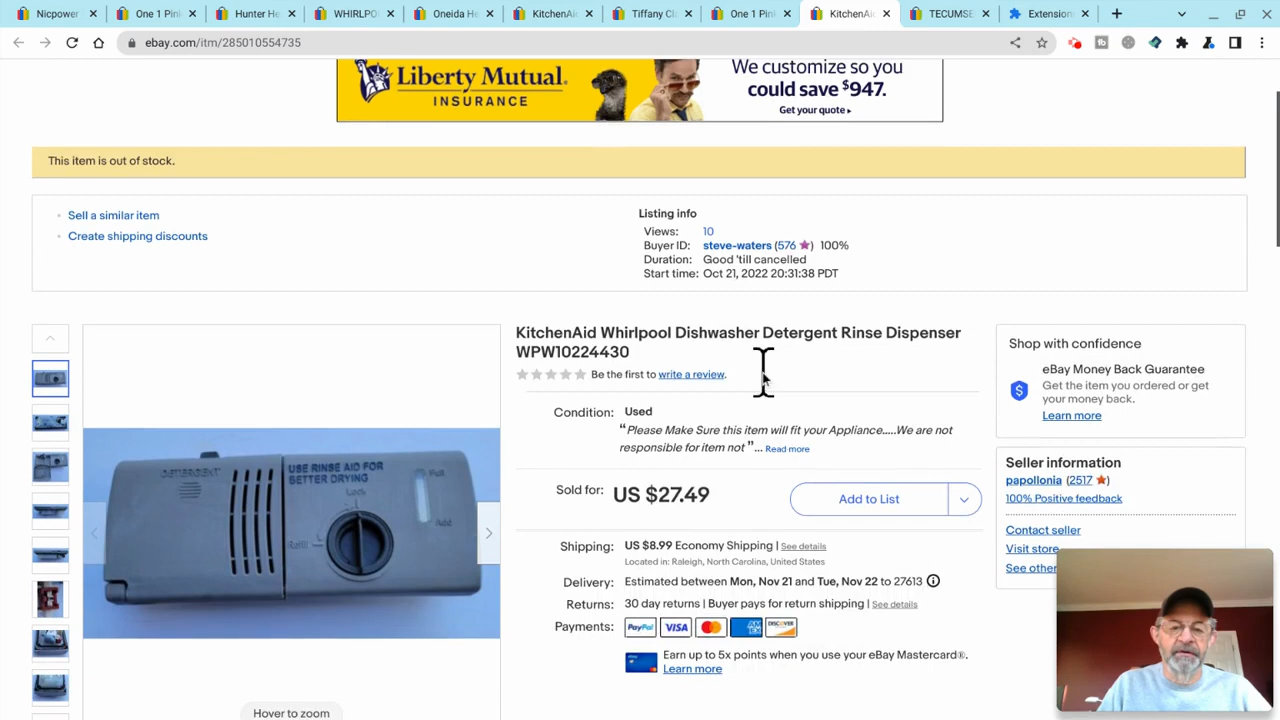 Nicpower
One 1 Pink
Hunter He
WHIRLPO
Oneida He
KitchenAi
Tiffany Cl
One 1 Pink
KitchenAi
TECUMSE
Extension
ebay.com/itm/285010554735
Liberty Mutual
INSURANCE
We customize so you
could save $947.
Get your quote
This item is out of stock.
Sell a similar item
Create shipping discounts
Listing info
Views: 10
Buyer ID: steve-waters (576 ) 100%
Duration: Good 'till cancelled
Start time: Oct 21, 2022 20:31:38 PDT
KitchenAid Whirlpool Dishwasher Detergent Rinse Dispenser
WPW10224430
Be the first to write a review.
Condition: Used
“Please Make Sure this item will fit your Appliance.....We are not
responsible for item not ”... Read more
Sold for: US $27.49
Add to List
Shipping: US $8.99 Economy Shipping | See details
Located in: Raleigh, North Carolina, United States
Delivery: Estimated between Mon, Nov 21 and Tue, Nov 22 to 27613
Returns: 30 day returns | Buyer pays for return shipping | See details
Payments: PayPal VISA DISCOVER
Earn up to 5x points when you use your eBay Mastercard®.
Learn more
DETERGENT
USE RINSE AID FOR
BETTER DRYING
Lock
Refill
Full
Add
Hover to zoom
Shop with confidence
eBay Money Back Guarantee
Get the item you ordered or get
your money back.
Learn more
Seller information
papollonia (2517 )
100% Positive feedback
Contact seller
Visit store
See other